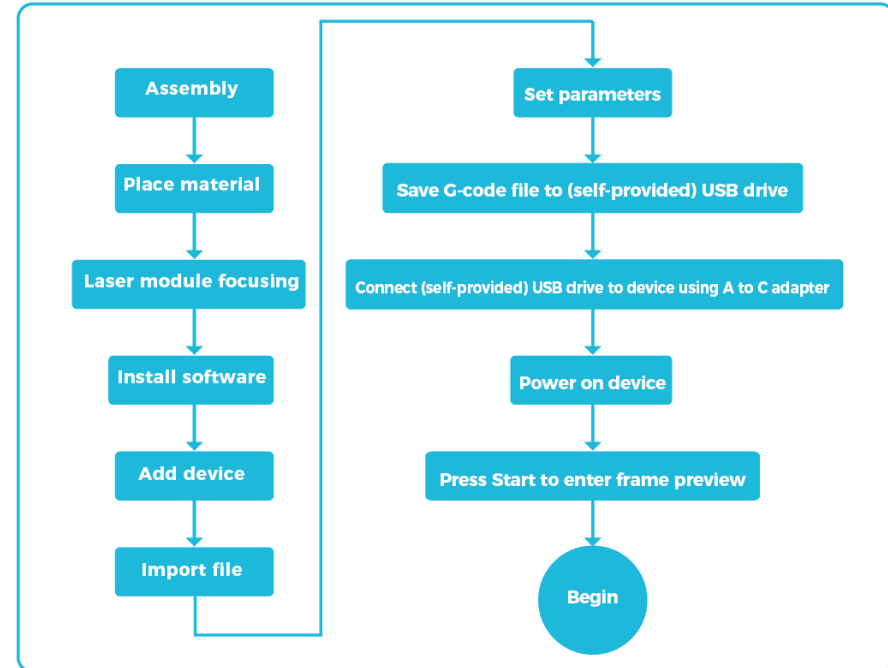 Assembly
Place material
Laser module focusing
Install software
Add device
Import file
Set parameters
Save G-code file to (self-provided) USB drive
Connect (self-provided) USB drive to device using A to C adapter
Power on device
Press Start to enter frame preview
Begin